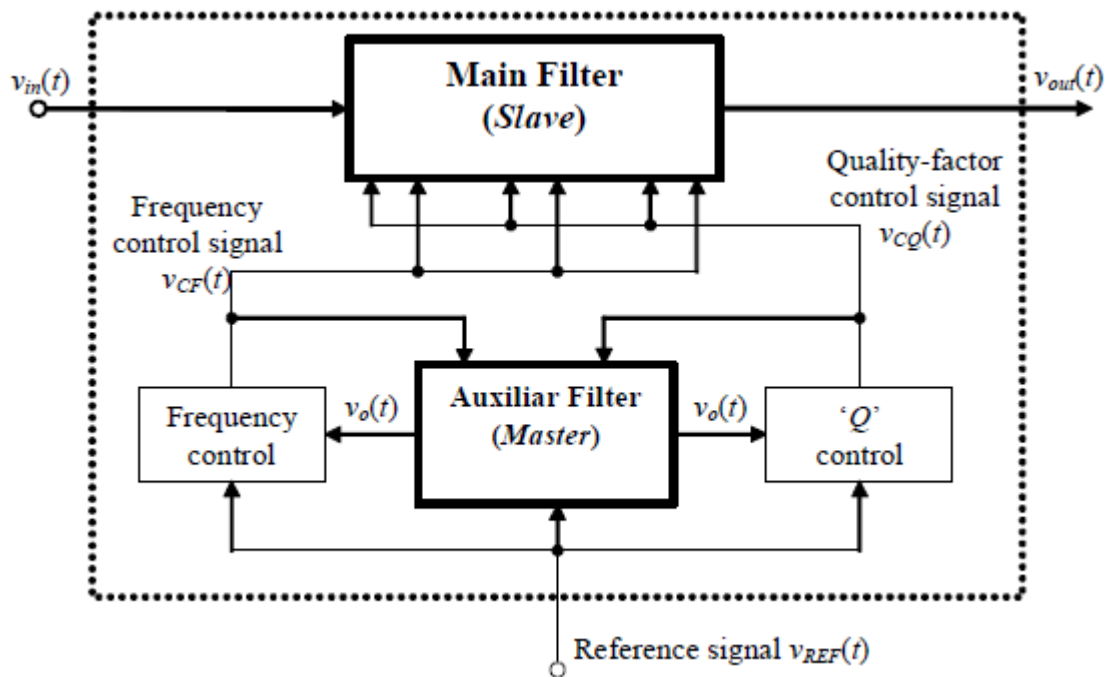 Main Filter
(Slave)
v_in(t)
v_out(t)
Quality-factor
control signal
v_CQ(t)
Frequency
control signal
v_CF(t)
Auxiliar Filter
(Master)
Frequency
control
v_o(t)
v_o(t)
‘Q’
control
Reference signal v_REF(t)